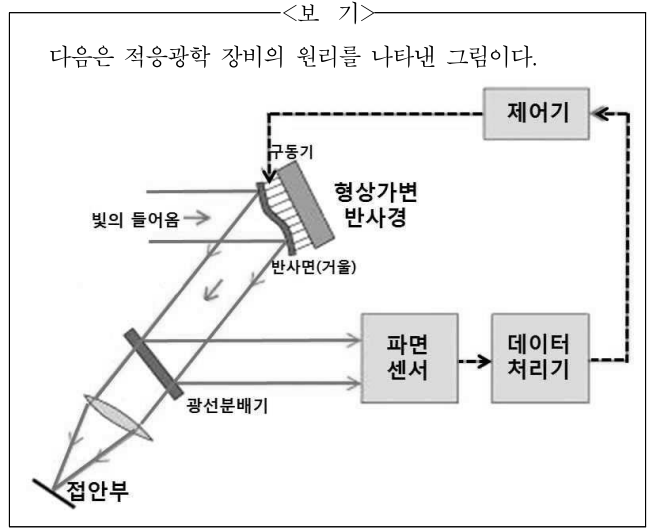 <보 기>
다음은 적응광학 장비의 원리를 나타낸 그림이다.
제어기
구동기
형상가변
반사경
빛의 들어옴
반사면(거울)
파면
센서
데이터
처리기
광선분배기
접안부